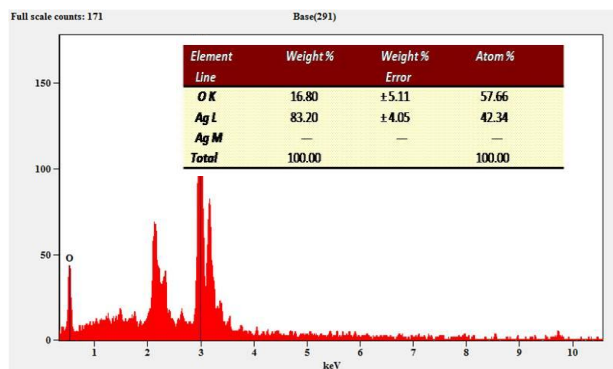 Full scale counts: 171 Base(291)
Element Weight% Weight% Atom%
Line Error
O K 16.80 ±5.11 57.66
Ag L 83.20 ±4.05 42.34
Ag M — — —
Total 100.00 100.00
150
100
50
0
O
1 2 3 4 5 6 7 8 9 10
keV